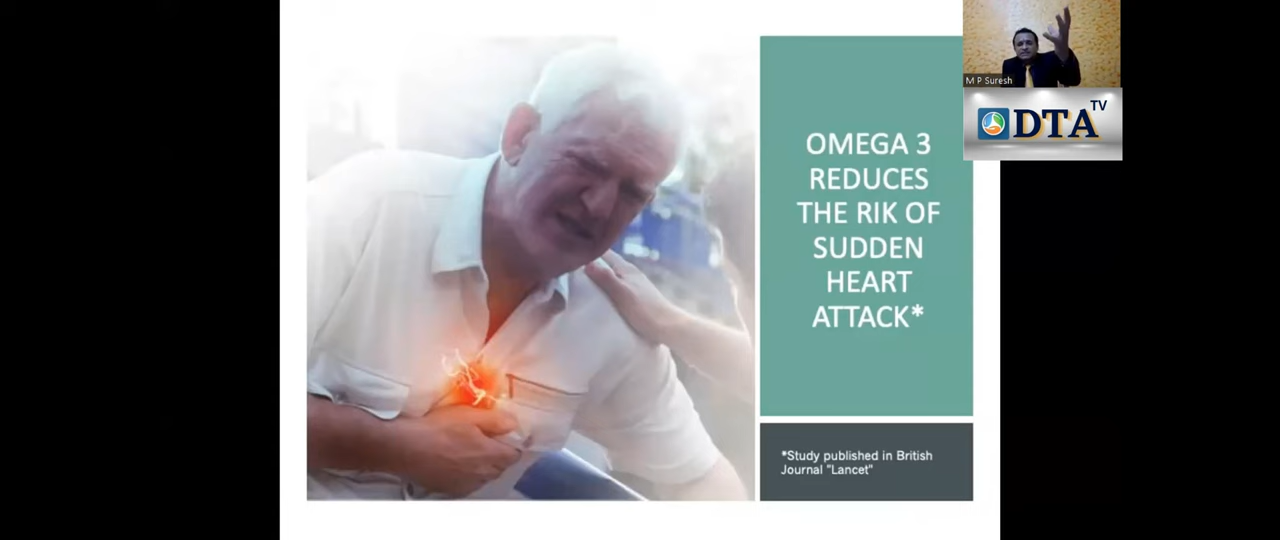 OMEGA 3
REDUCES
THE RIK OF
SUDDEN
HEART
ATTACK*
*Study published in British
Journal "Lancet"
M P Suresh
DTA TV